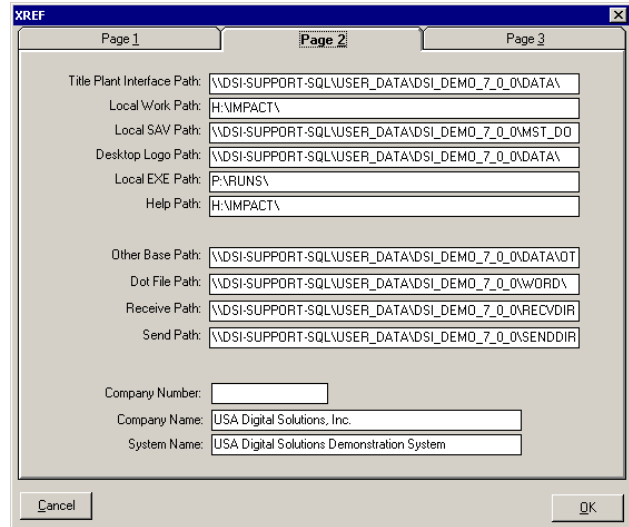 XREF
Page 1 Page 2 Page 3
Title Plant Interface Path: \\DSI-SUPPORT-SQL\USER_DATA\DSI_DEMO_7_0_0\DATA\
Local Work Path: H:\IMPACT\
Local SAV Path: \\DSI-SUPPORT-SQL\USER_DATA\DSI_DEMO_7_0_0\MST_DO
Desktop Logo Path: \\DSI-SUPPORT-SQL\USER_DATA\DSI_DEMO_7_0_0\DATA\
Local EXE Path: P:\RUNS\
Help Path: H:\IMPACT\
Other Base Path: \\DSI-SUPPORT-SQL\USER_DATA\DSI_DEMO_7_0_0\DATA\OT
Dot File Path: \\DSI-SUPPORT-SQL\USER_DATA\DSI_DEMO_7_0_0\WORD\
Receive Path: \\DSI-SUPPORT-SQL\USER_DATA\DSI_DEMO_7_0_0\RECVDIR
Send Path: \\DSI-SUPPORT-SQL\USER_DATA\DSI_DEMO_7_0_0\SENDDIR
Company Number:
Company Name: USA Digital Solutions, Inc.
System Name: USA Digital Solutions Demonstration System
Cancel OK